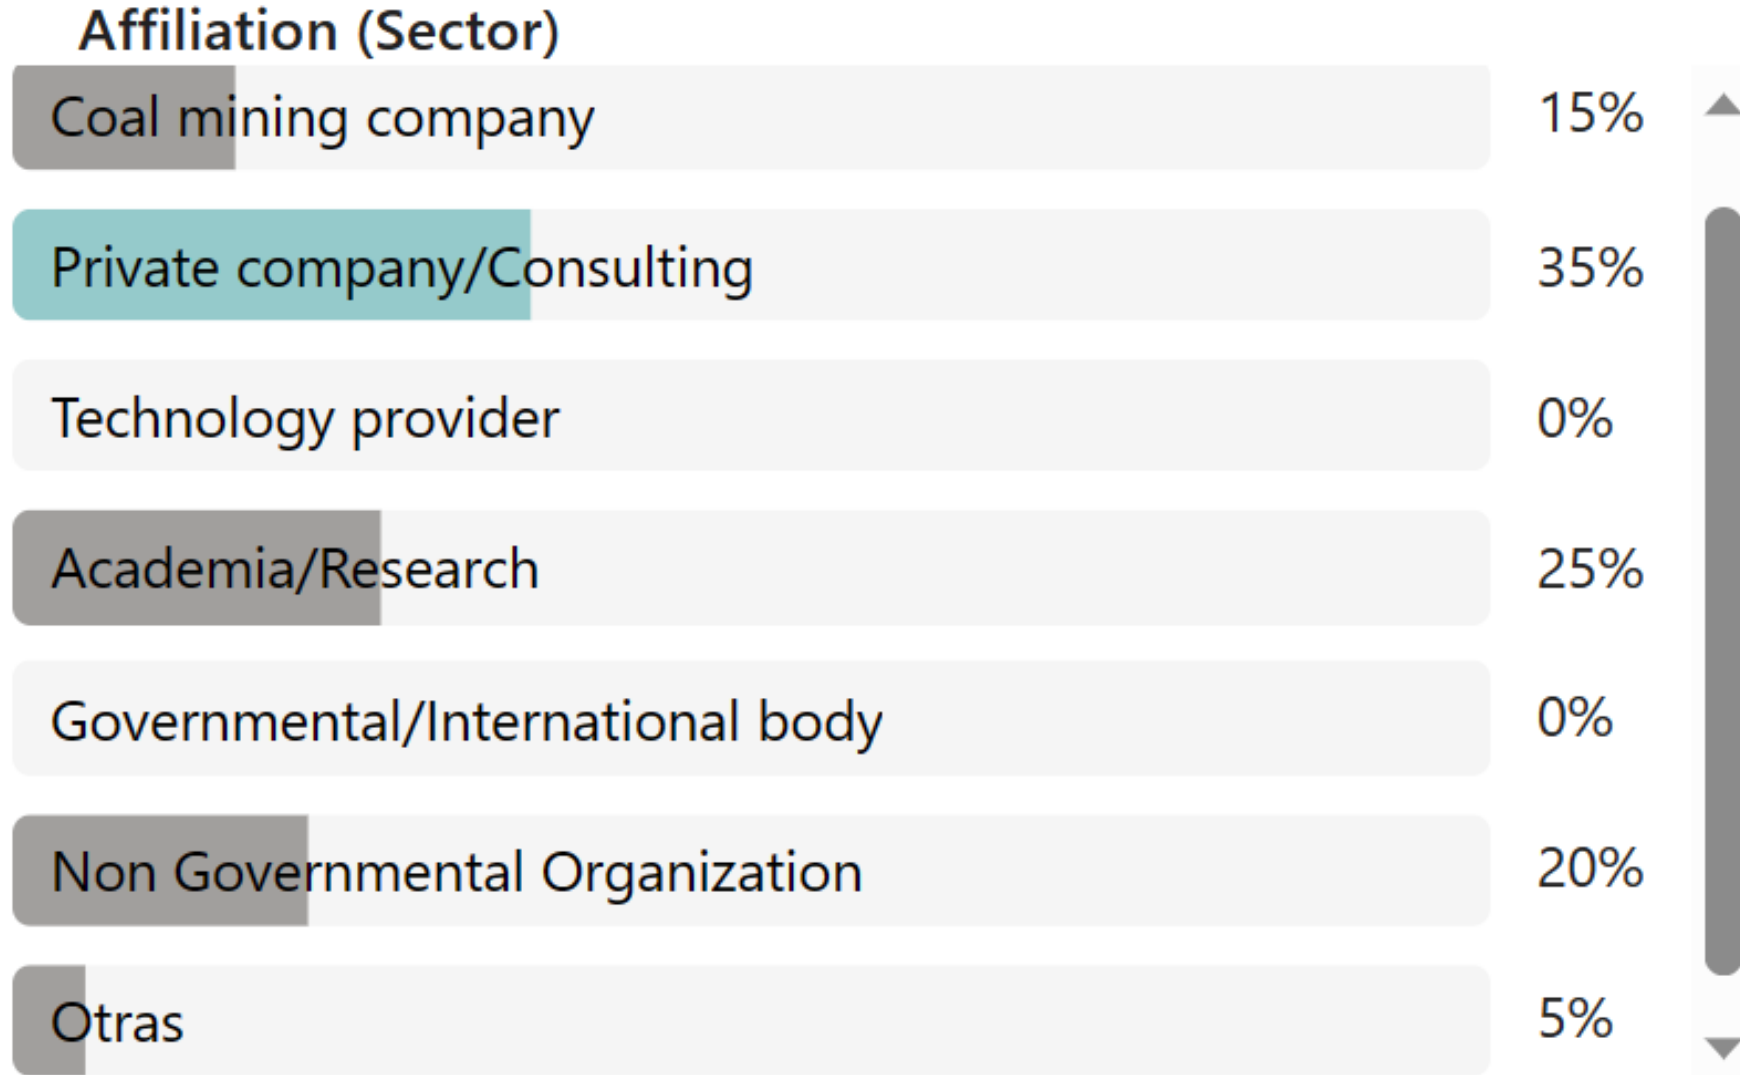 Affiliation (Sector)
Coal mining company 15%
Private company/Consulting 35%
Technology provider 0%
Academia/Research 25%
Governmental/International body 0%
Non Governmental Organization 20%
Otras 5%